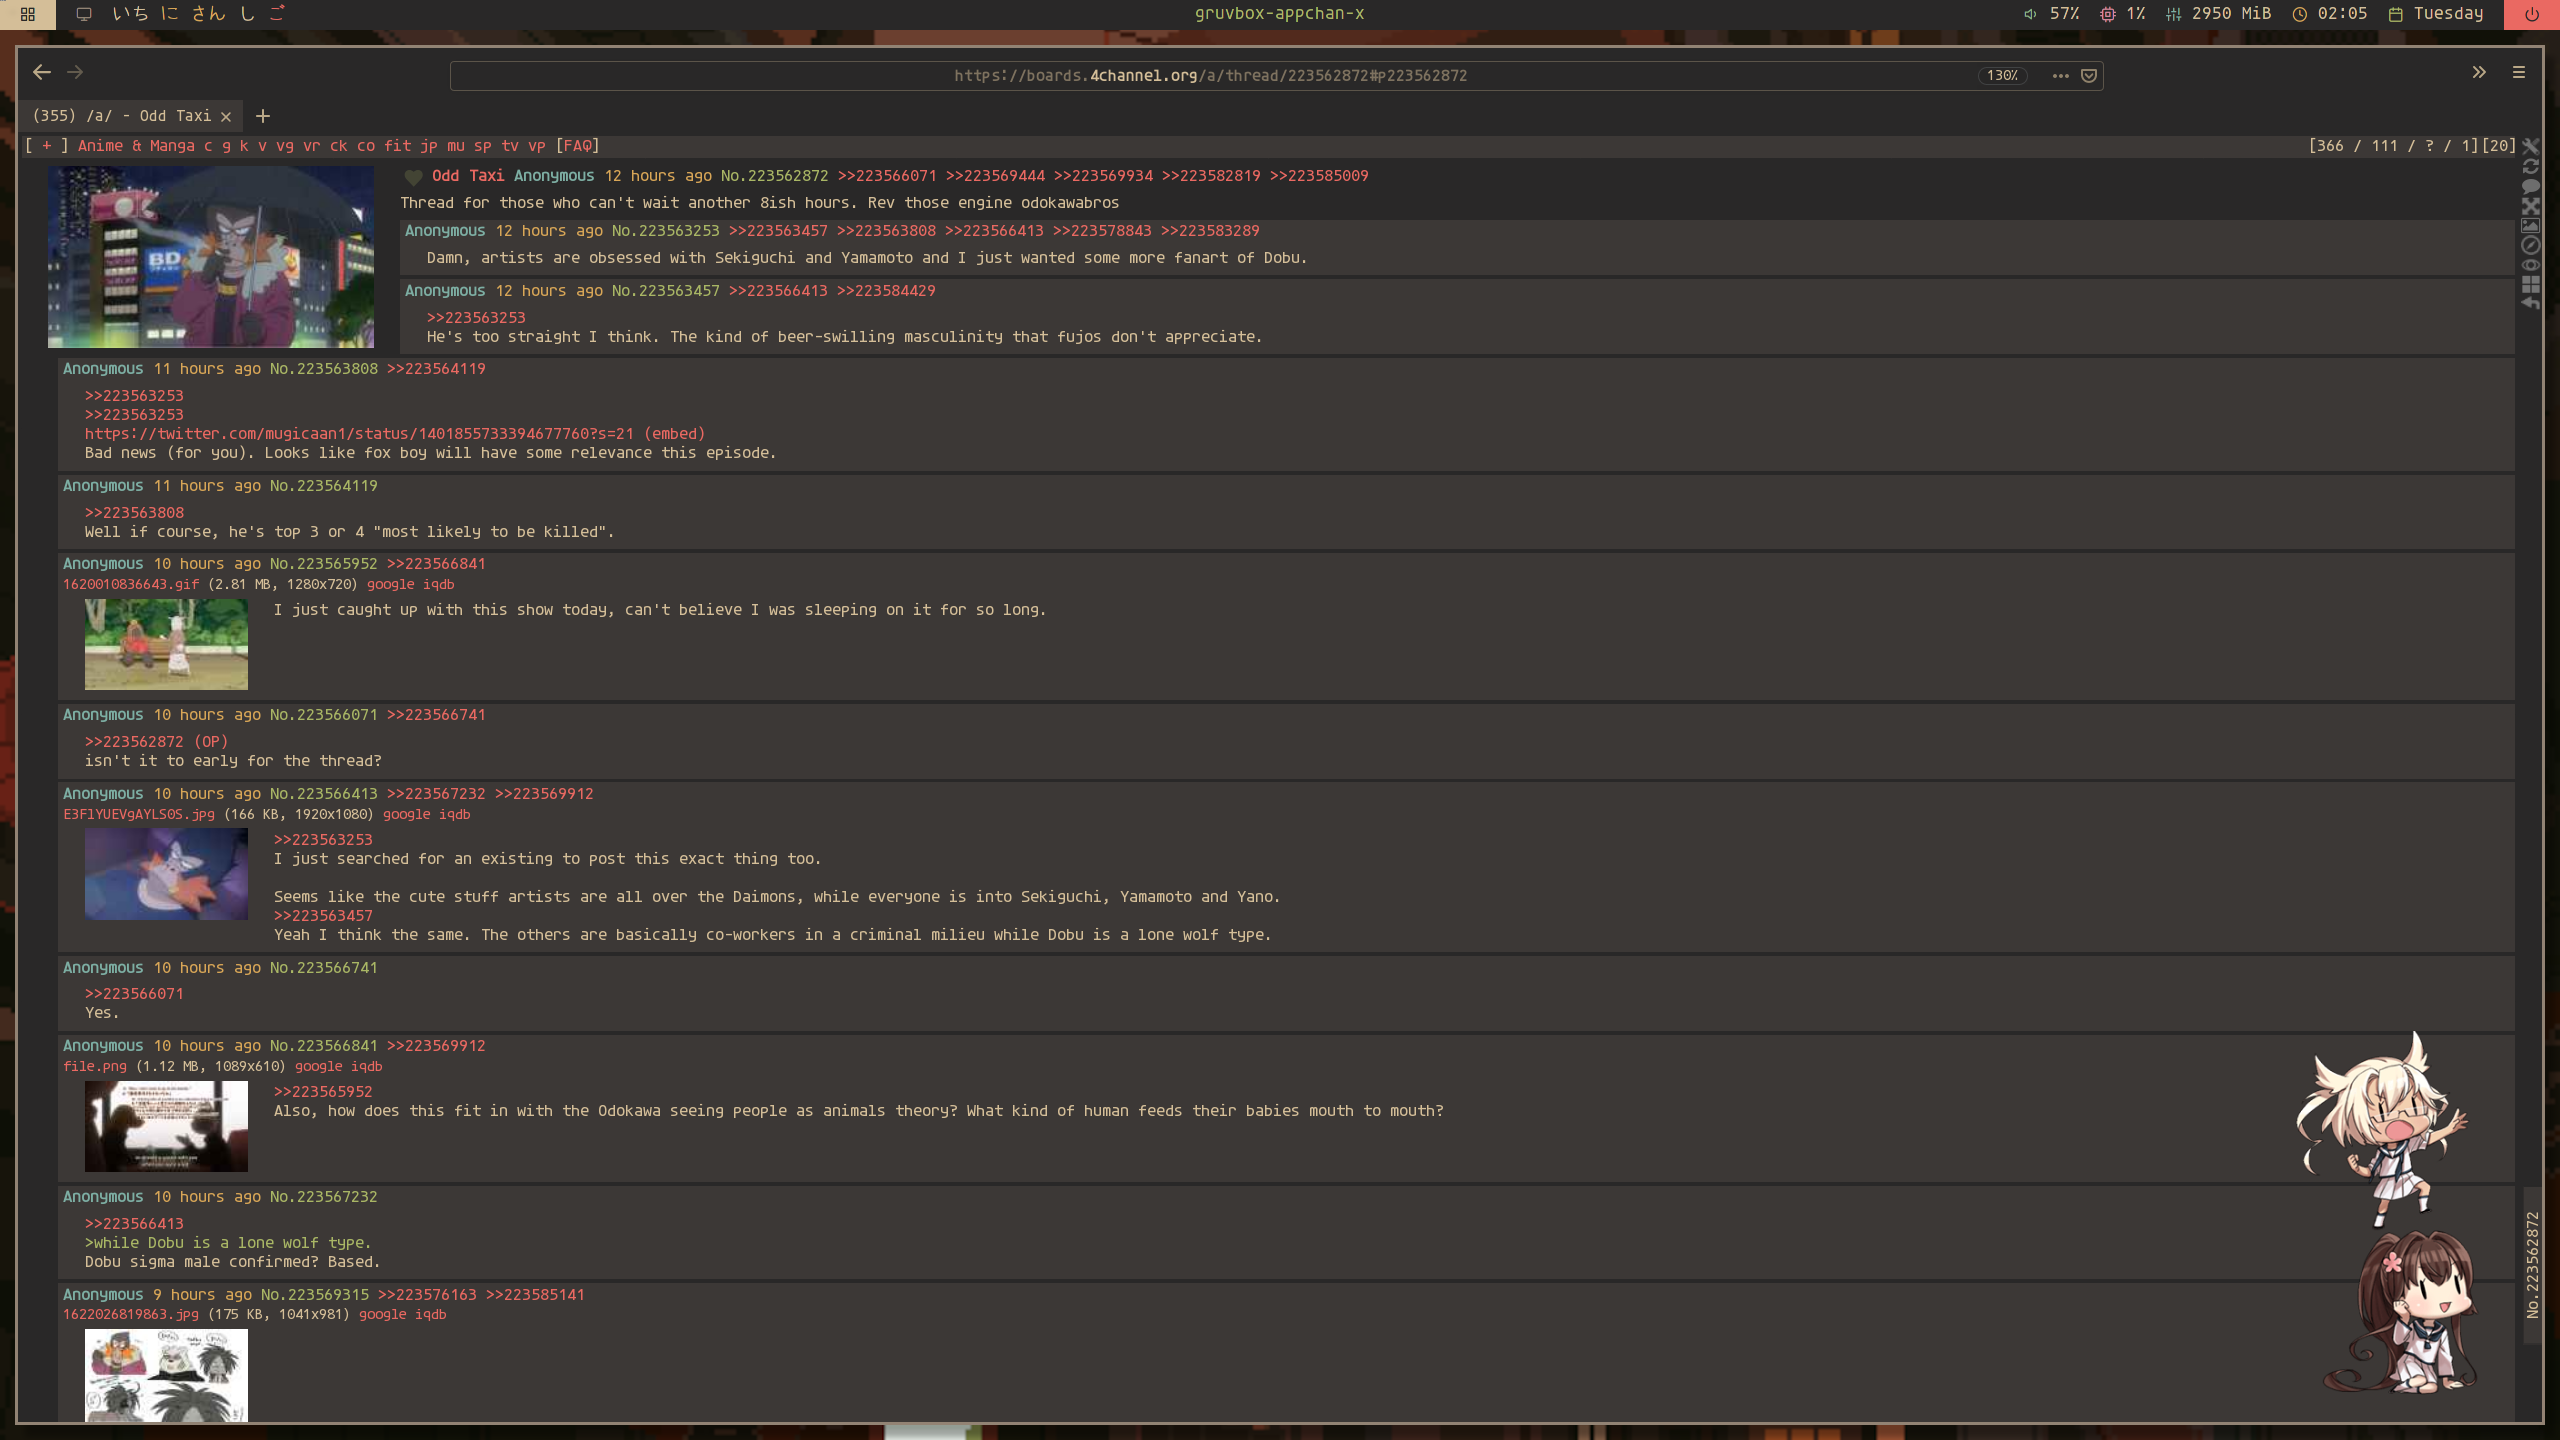 いち に さん し ご
gruvbox-appchan-x
57% 1% 2950 MiB 02:05 Tuesday
https://boards.4channel.org/a/thread/223562872#p223562872
130%
(355) /a/ - Odd Taxi
[ + ] Anime & Manga c g k v vg vr ck co fit jp mu sp tv vp [FAQ]
[366 / 111 / ? / 1][20]
Odd Taxi Anonymous 12 hours ago No.223562872 >>223566071 >>223569444 >>223569934 >>223582819 >>223585009
BD
Thread for those who can't wait another 8ish hours. Rev those engine odokawabros
Anonymous 12 hours ago No.223563253 >>223563457 >>223563808 >>223566413 >>223578843 >>223583289
Damn, artists are obsessed with Sekiguchi and Yamamoto and I just wanted some more fanart of Dobu.
Anonymous 12 hours ago No.223563457 >>223566413 >>223584429
>>223563253
He's too straight I think. The kind of beer-swilling masculinity that fujos don't appreciate.
Anonymous 11 hours ago No.223563808 >>223564119
>>223563253
>>223563253
https://twitter.com/mugicaan1/status/1401855733394677760?s=21 (embed)
Bad news (for you). Looks like fox boy will have some relevance this episode.
Anonymous 11 hours ago No.223564119
>>223563808
Well if course, he's top 3 or 4 "most likely to be killed".
Anonymous 10 hours ago No.223565952 >>223566841
1620010836643.gif (2.81 MB, 1280x720) google iqdb
I just caught up with this show today, can't believe I was sleeping on it for so long.
Anonymous 10 hours ago No.223566071 >>223566741
>>223562872 (OP)
isn't it to early for the thread?
Anonymous 10 hours ago No.223566413 >>223567232 >>223569912
E3FlYUEVgAYLS0S.jpg (166 KB, 1920x1080) google iqdb
>>223563253
I just searched for an existing to post this exact thing too.
Seems like the cute stuff artists are all over the Daimons, while everyone is into Sekiguchi, Yamamoto and Yano.
>>223563457
Yeah I think the same. The others are basically co-workers in a criminal milieu while Dobu is a lone wolf type.
Anonymous 10 hours ago No.223566741
>>223566071
Yes.
Anonymous 10 hours ago No.223566841 >>223569912
file.png (1.12 MB, 1089x610) google iqdb
>>223565952
Also, how does this fit in with the Odokawa seeing people as animals theory? What kind of human feeds their babies mouth to mouth?
Anonymous 10 hours ago No.223567232
>>223566413
>while Dobu is a lone wolf type.
Dobu sigma male confirmed? Based.
Anonymous 9 hours ago No.223569315 >>223576163 >>223585141
1622026819863.jpg (175 KB, 1041x981) google iqdb
No.223562872